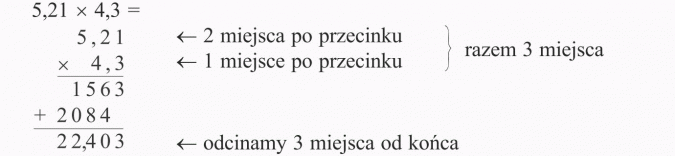 5,21 × 4,3 =
5,21 ← 2 miejsca po przecinku
× 4,3 ← 1 miejsce po przecinku
razem 3 miejsca
1563
+ 2084
22,403 ← odcinamy 3 miejsca od końca